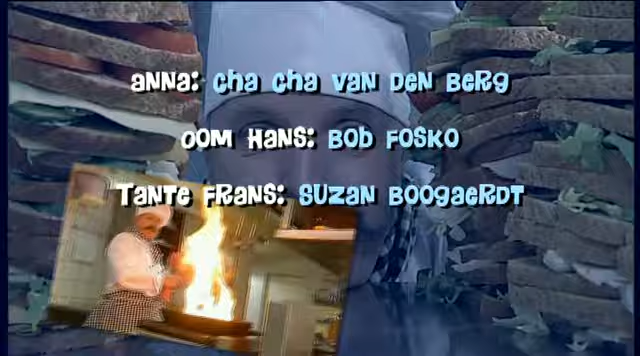 anna: cha cha van den berg
oom Hans: Bob Fosko
Tante Frans: Suzan Boogaerdt